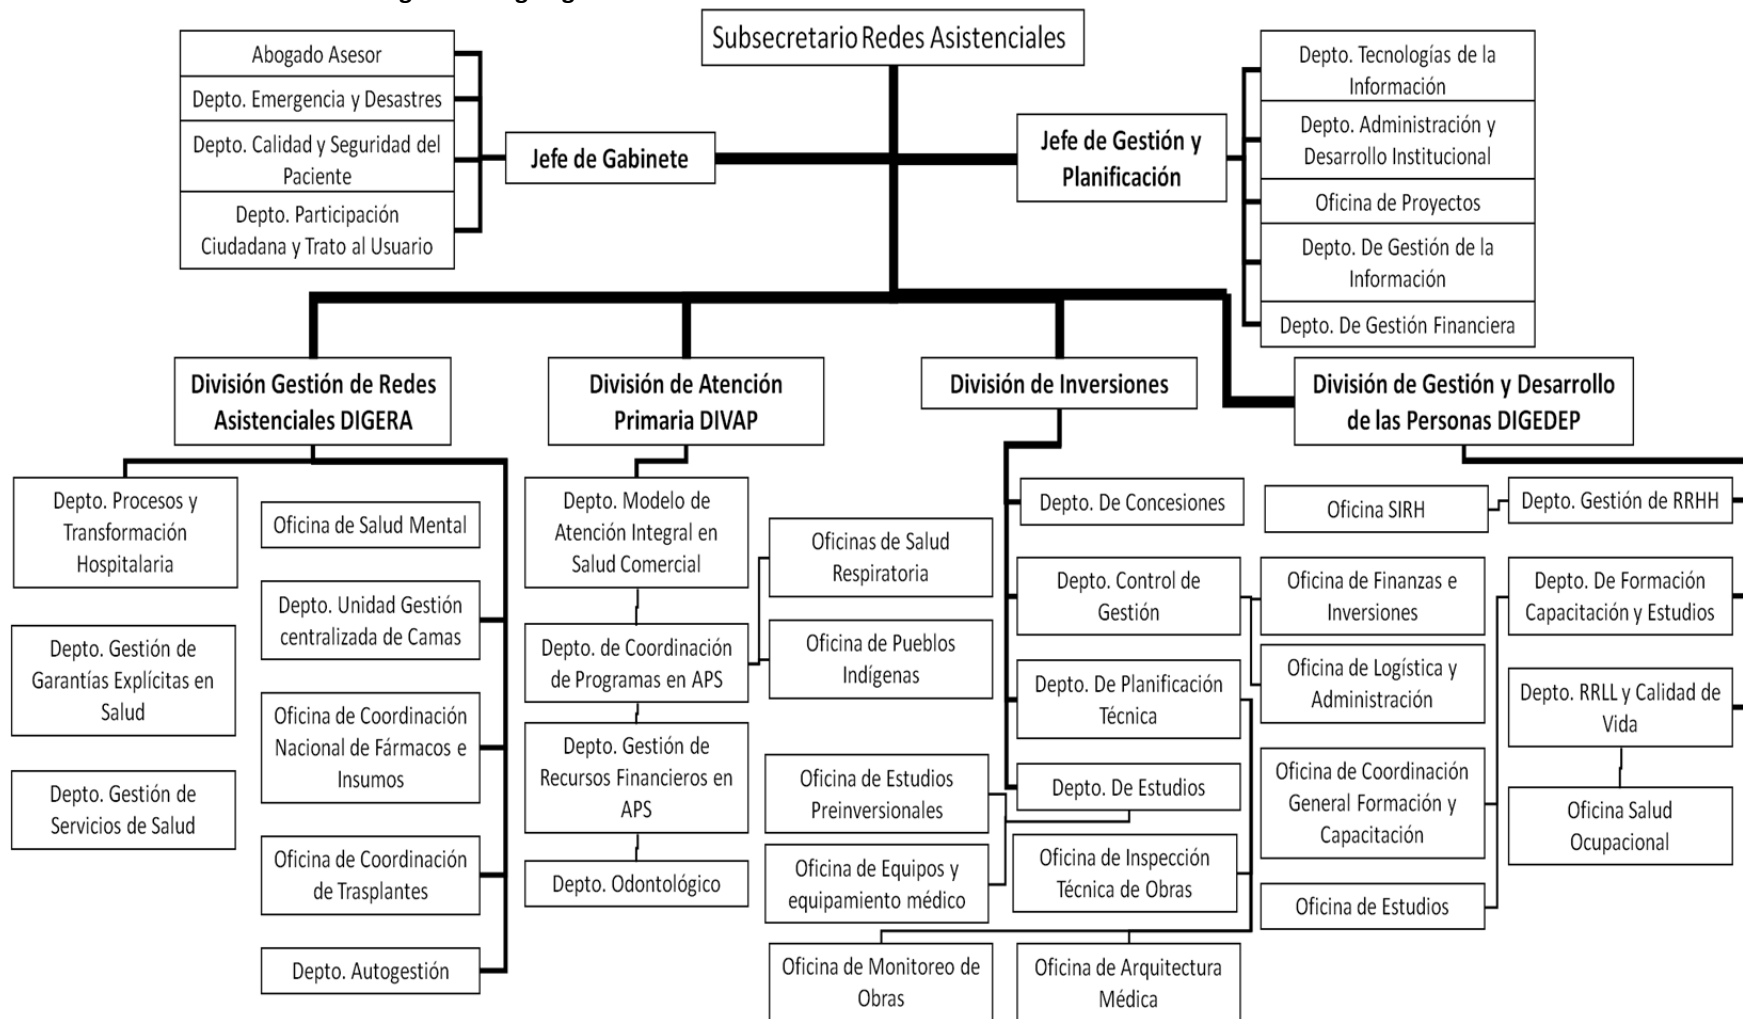 Subsecretario Redes Asistenciales
Abogado Asesor
Depto. Emergencia y Desastres
Depto. Calidad y Seguridad del
Paciente
Depto. Participación
Ciudadana y Trato al Usuario
Jefe de Gabinete
Jefe de Gestión y
Planificación
Depto. Tecnologías de la
Información
Depto. Administración y
Desarrollo Institucional
Oficina de Proyectos
Depto. De Gestión de la
Información
Depto. De Gestión Financiera
División Gestión de Redes
Asistenciales DIGERA
División de Atención
Primaria DIVAP
División de Inversiones
División de Gestión y Desarrollo
de las Personas DIGEDEP
Depto. Procesos y
Transformación
Hospitalaria
Depto. Gestión de
Garantías Explícitas en
Salud
Depto. Gestión de
Servicios de Salud
Oficina de Salud Mental
Depto. Unidad Gestión
centralizada de Camas
Oficina de Coordinación
Nacional de Fármacos e
Insumos
Oficina de Coordinación
de Trasplantes
Depto. Autogestión
Depto. Modelo de
Atención Integral en
Salud Comercial
Depto. de Coordinación
de Programas en APS
Depto. Gestión de
Recursos Financieros en
APS
Depto. Odontológico
Oficinas de Salud
Respiratoria
Oficina de Pueblos
Indígenas
Depto. De Concesiones
Depto. Control de
Gestión
Depto. De Planificación
Técnica
Depto. De Estudios
Oficina de Estudios
Preinversionales
Oficina de Equipos y
equipamiento médico
Oficina de Inspección
Técnica de Obras
Oficina de Monitoreo de
Obras
Oficina de Arquitectura
Médica
Oficina de Finanzas e
Inversiones
Oficina de Logística y
Administración
Oficina SIRH
Depto. Gestión de RRHH
Depto. De Formación
Capacitación y Estudios
Oficina de Coordinación
General Formación y
Capacitación
Oficina de Estudios
Depto. RRLL y Calidad de
Vida
Oficina Salud
Ocupacional